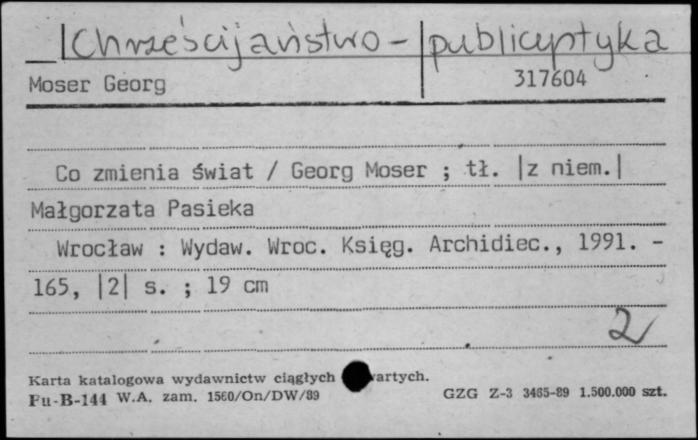 Chrześcijaństwo - publicystyka
Moser Georg 317604
Co zmienia świat / Georg Moser ; tł. |z niem.|
Małgorzata Pasieka
Wrocław : Wydaw. Wroc. Księg. Archidiec., 1991. -
165, |2| s. ; 19 cm
2
Karta katalogowa wydawnictw ciągłych artych.
Pu-B-144 W.A. zam. 1560/On/DW/89 GZG Z-3 3465-89 1.500.000 szt.